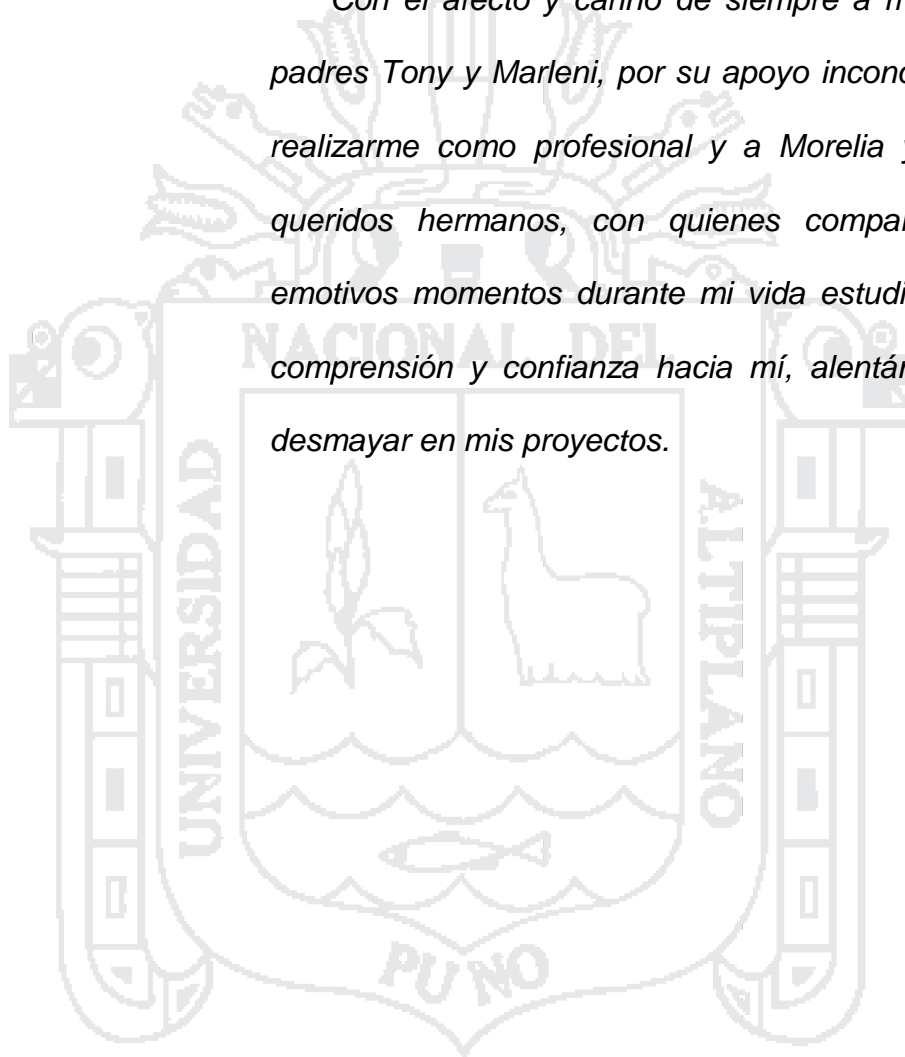 Con el afecto y cariño de siempre a m
padres Tony y Marleni, por su apoyo incond
realizarme como profesional y a Morelia y
queridos hermanos, con quienes compar
emotivos momentos durante mi vida estudi
comprensión y confianza hacia mí, alentán
desmayar en mis proyectos.
UNIVERSIDAD
NACIONAL DEL
ALTIPLANO
PUNO